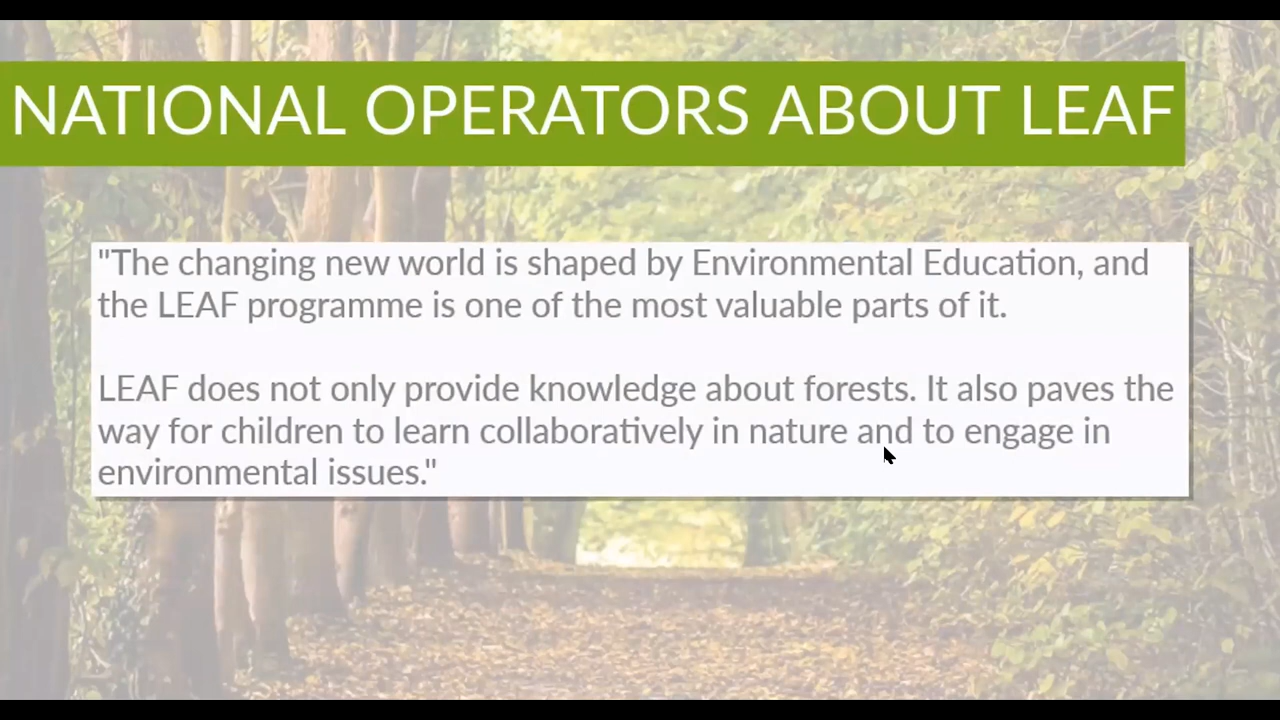 NATIONAL OPERATORS ABOUT LEAF
"The changing new world is shaped by Environmental Education, and
the LEAF programme is one of the most valuable parts of it.
LEAF does not only provide knowledge about forests. It also paves the
way for children to learn collaboratively in nature and to engage in
environmental issues."